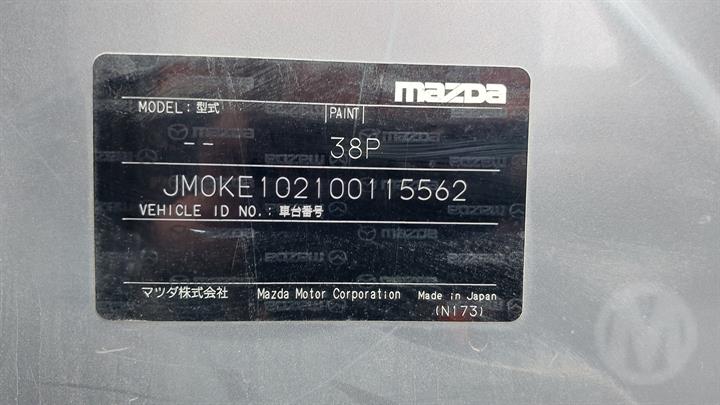 mazda
MODEL: 型式 PAINT
-- 38P
JM0KE102100115562
VEHICLE ID NO.: 車台番号
マツダ株式会社 Mazda Motor Corporation Made in Japan
(N173)